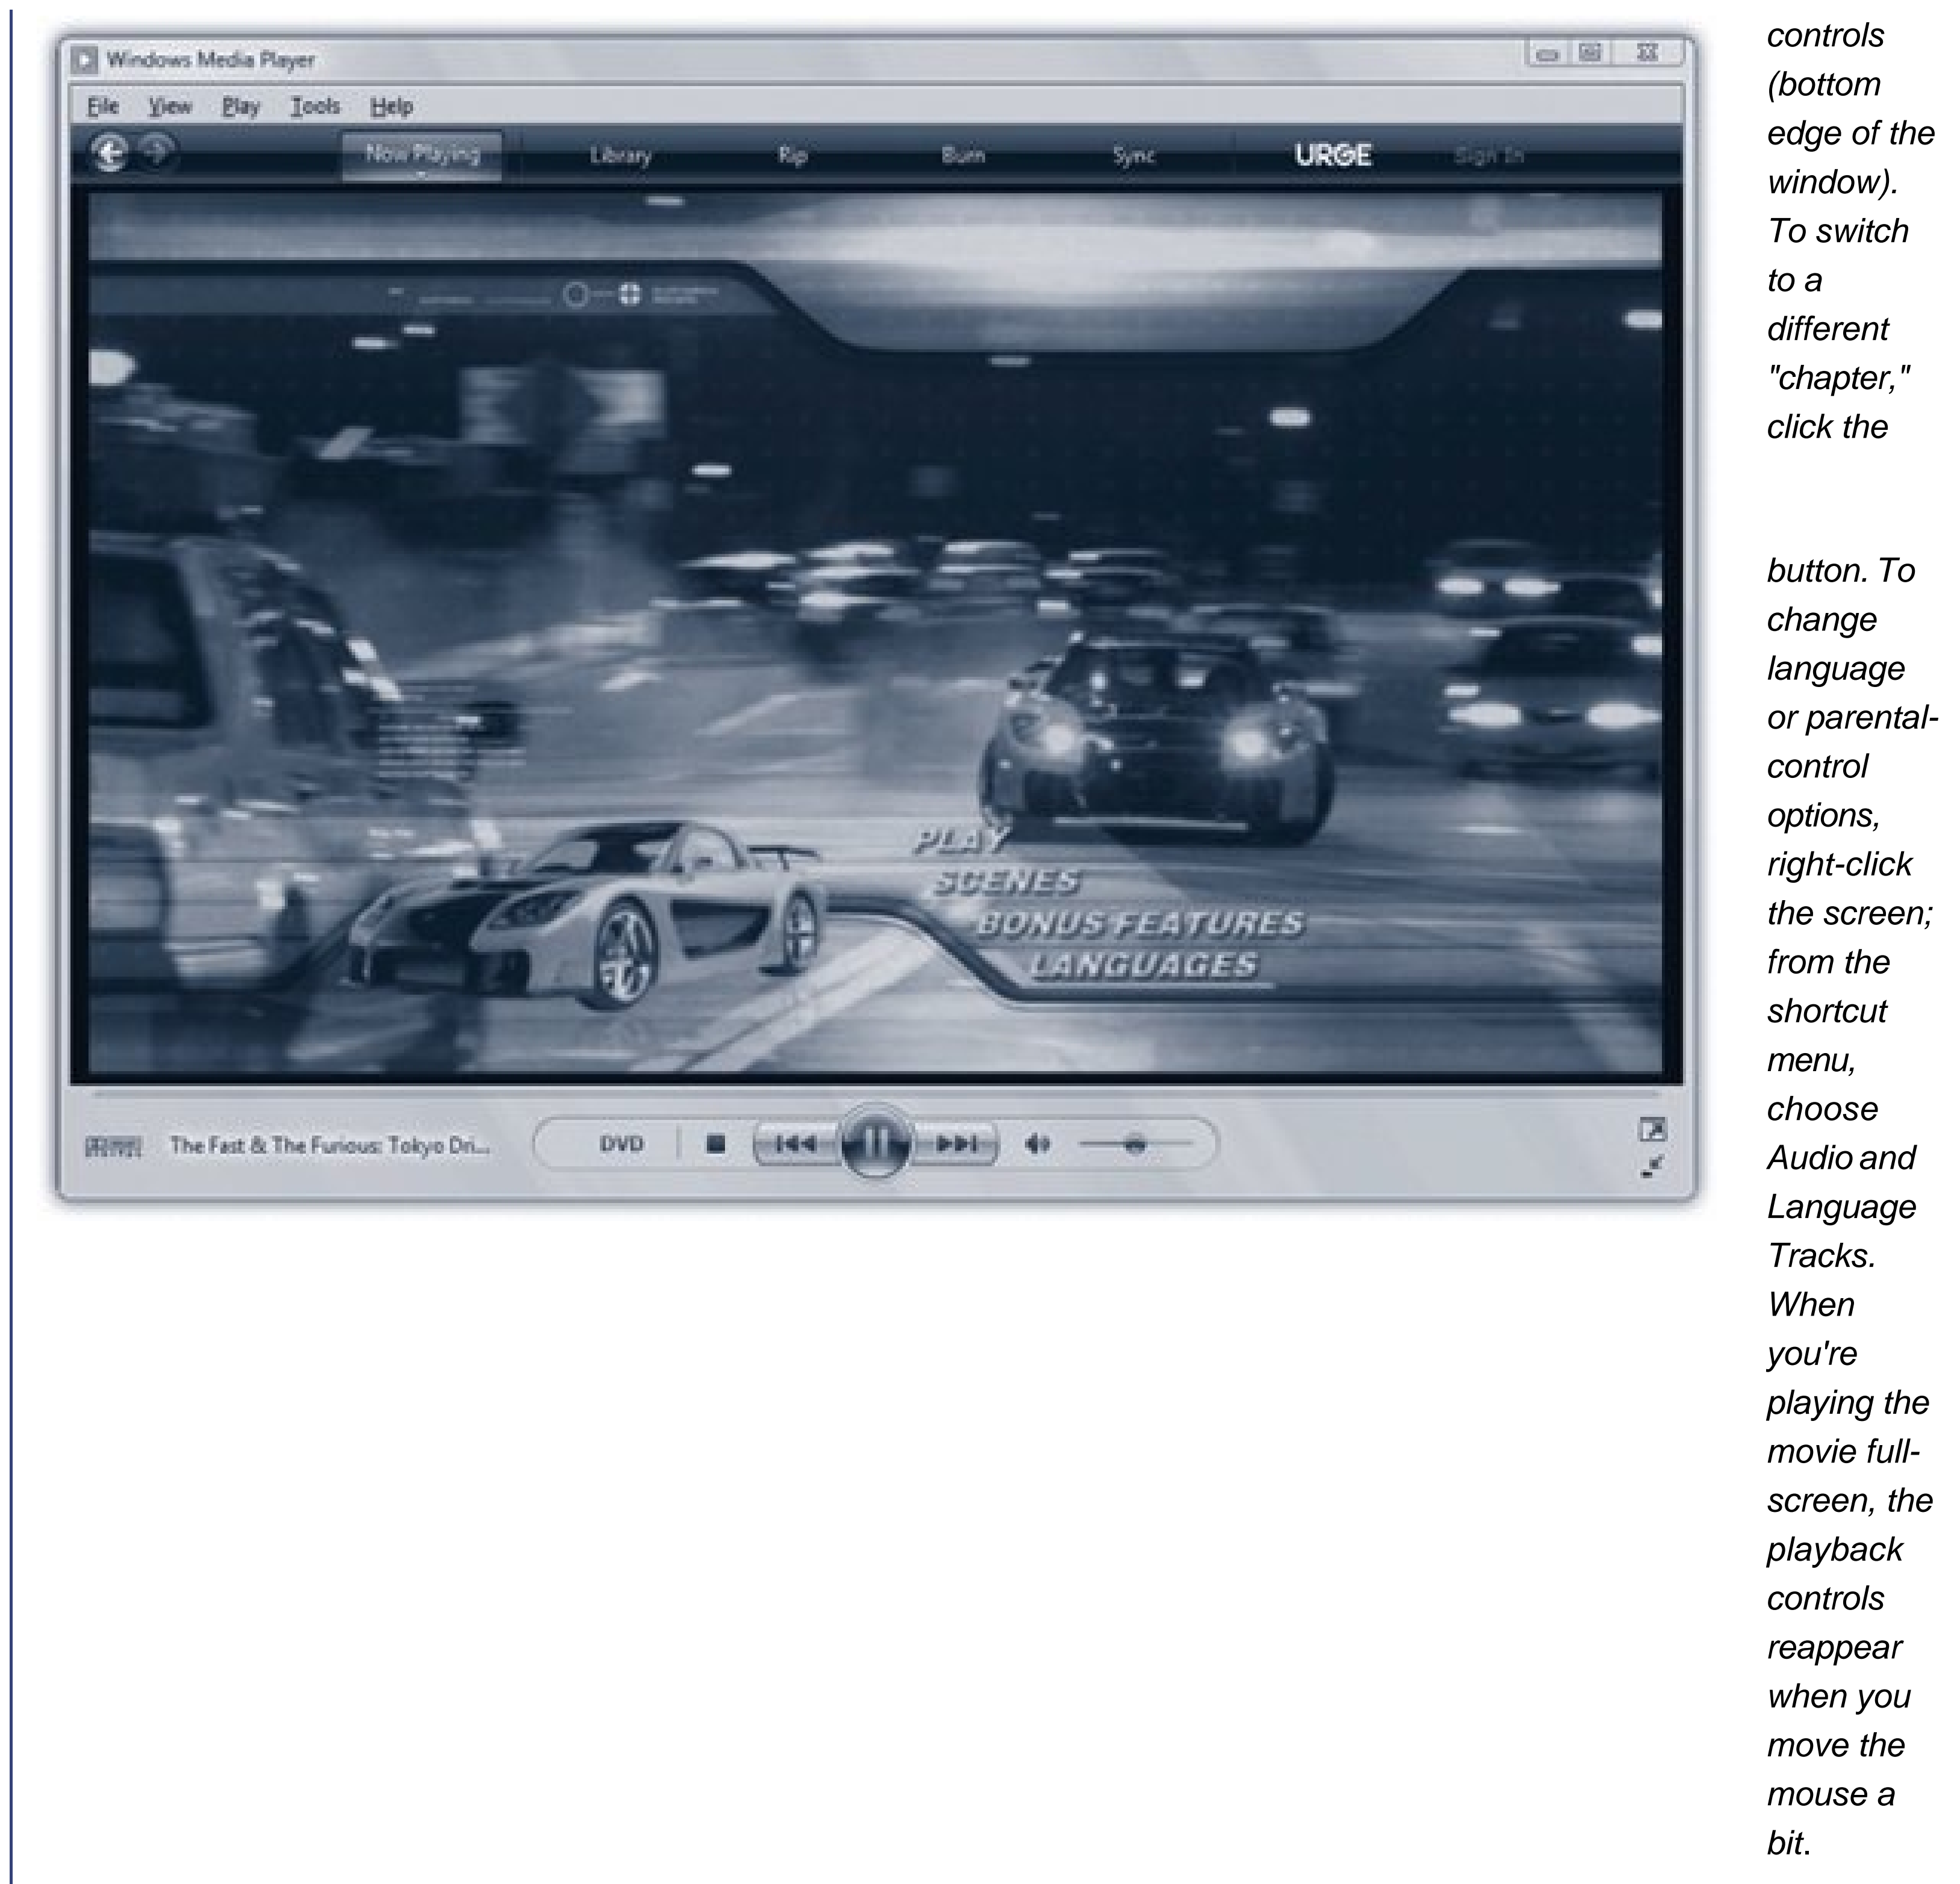 Windows Media Player
File View Play Tools Help
Now Playing Library Rip Burn Sync URGE Sign In
PLAY
SCENES
BONUS FEATURES
LANGUAGES
The Fast & The Furious: Tokyo Dri...
DVD
controls
(bottom
edge of the
window).
To switch
to a
different
"chapter,"
click the
button. To
change
language
or parental-
control
options,
right-click
the screen;
from the
shortcut
menu,
choose
Audio and
Language
Tracks.
When
you're
playing the
movie full-
screen, the
playback
controls
reappear
when you
move the
mouse a
bit.